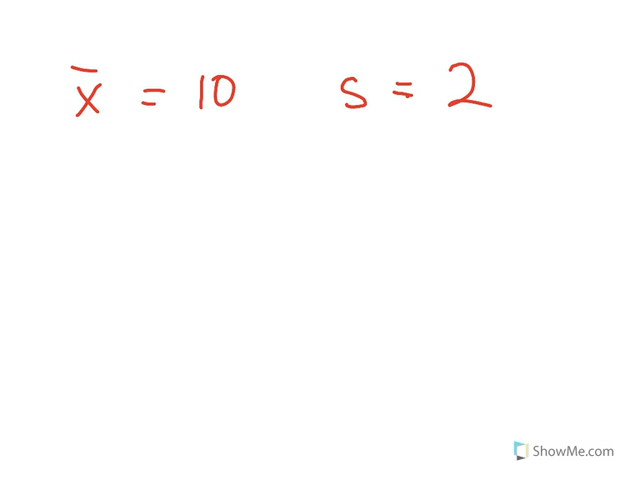 x̄ = 10 s = 2
ShowMe.com